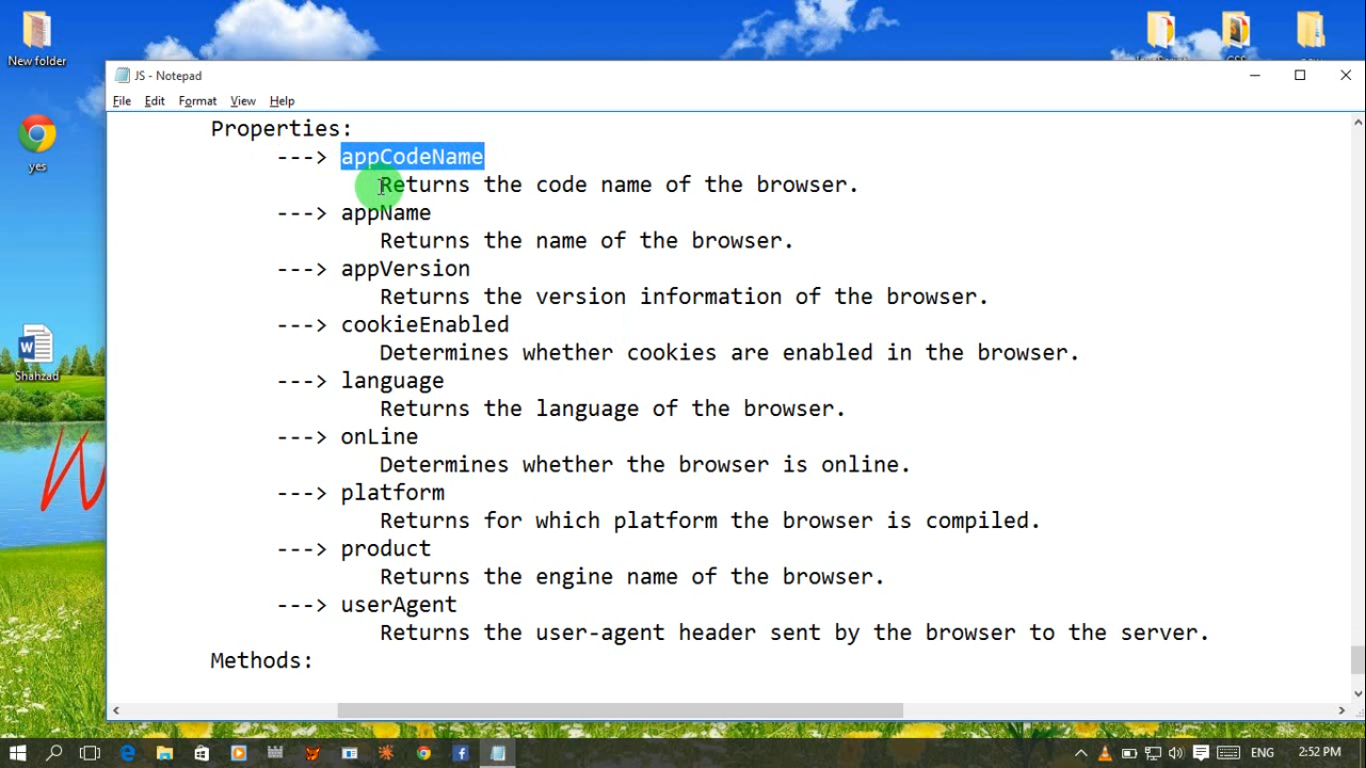 New folder
yes
Shahzad
JS - Notepad
File Edit Format View Help
Properties:
---> appCodeName
Returns the code name of the browser.
---> appName
Returns the name of the browser.
---> appVersion
Returns the version information of the browser.
---> cookieEnabled
Determines whether cookies are enabled in the browser.
---> language
Returns the language of the browser.
---> onLine
Determines whether the browser is online.
---> platform
Returns for which platform the browser is compiled.
---> product
Returns the engine name of the browser.
---> userAgent
Returns the user-agent header sent by the browser to the server.
Methods:
ENG 2:52 PM